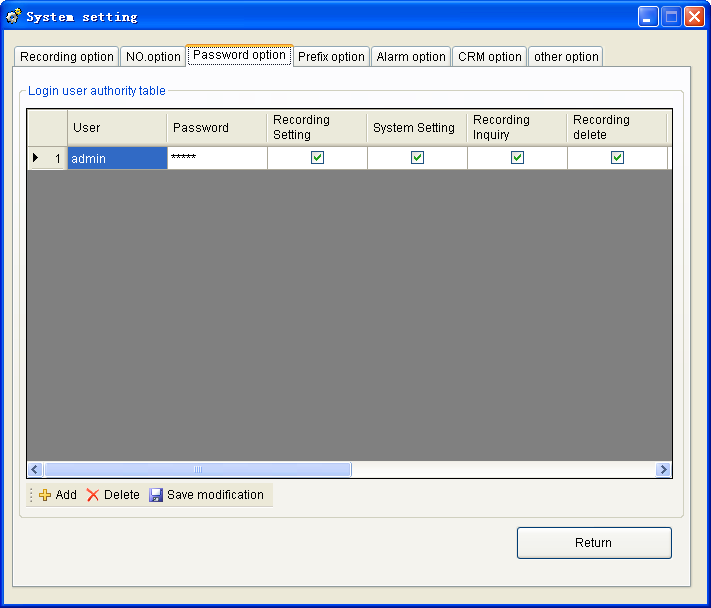 System setting
Recording option NO.option Password option Prefix option Alarm option CRM option other option
Login user authority table
User Password Recording Setting System Setting Recording Inquiry Recording delete
1 admin *****
Add Delete Save modification
Return